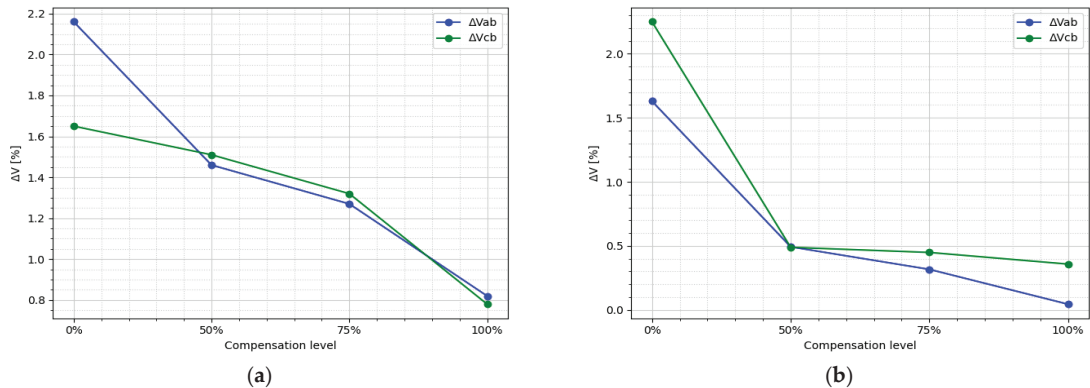 2.2
2.0
1.8
1.6
1.4
1.2
1.0
0.8
ΔV [%]
ΔVab
ΔVcb
0% 50% 75% 100%
Compensation level
(a)
2.0
1.5
1.0
0.5
0.0
ΔV [%]
ΔVab
ΔVcb
0% 50% 75% 100%
Compensation level
(b)